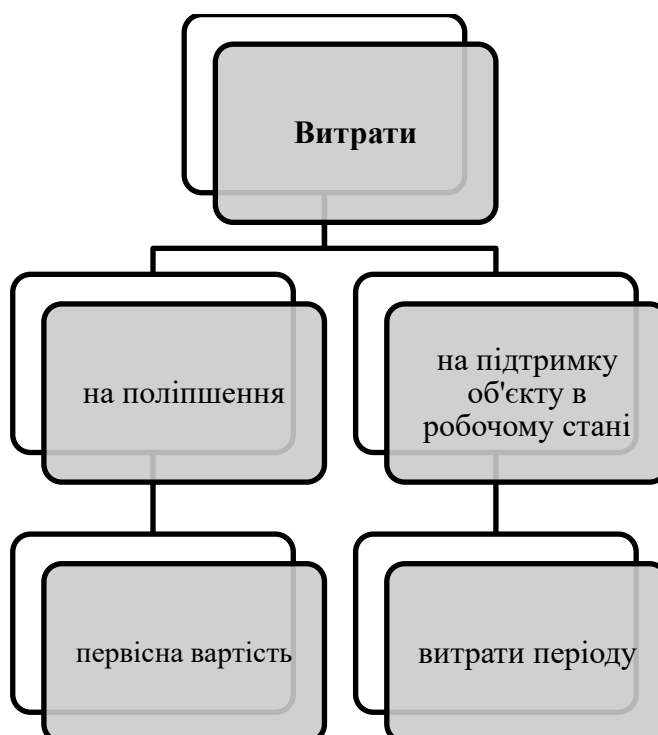 Витрати
на поліпшення
на підтримку
об'єкту в
робочому стані
первісна вартість
витрати періоду